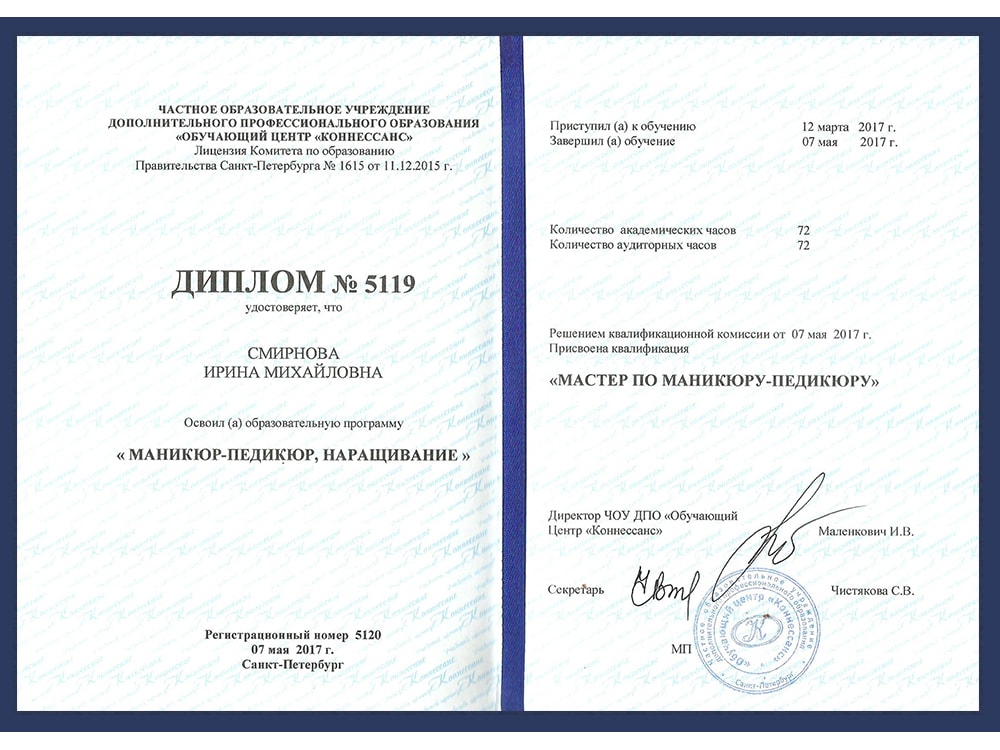 ЧАСТНОЕ ОБРАЗОВАТЕЛЬНОЕ УЧРЕЖДЕНИЕ
ДОПОЛНИТЕЛЬНОГО ПРОФЕССИОНАЛЬНОГО ОБРАЗОВАНИЯ
«ОБУЧАЮЩИЙ ЦЕНТР «КОННЕССАНС»
Лицензия Комитета по образованию
Правительства Санкт-Петербурга № 1615 от 11.12.2015 г.
ДИПЛОМ № 5119
удостоверяет, что
СМИРНОВА
ИРИНА МИХАЙЛОВНА
Освоил (а) образовательную программу
« МАНИКЮР-ПЕДИКЮР, НАРАЩИВАНИЕ »
Регистрационный номер 5120
07 мая 2017 г.
Санкт-Петербург
Приступил (а) к обучению 12 марта 2017 г.
Завершил (а) обучение 07 мая 2017 г.
Количество академических часов 72
Количество аудиторных часов 72
Решением квалификационной комиссии от 07 мая 2017 г.
Присвоена квалификация
«МАСТЕР ПО МАНИКЮРУ-ПЕДИКЮРУ»
Директор ЧОУ ДПО «Обучающий
Центр «Коннессанс» Маленкович И.В.
Секретарь Чистякова С.В.
МП
Частное образовательное учреждение
дополнительного профессионального образования
«Обучающий центр «Коннессанс»
К
Санкт-Петербург